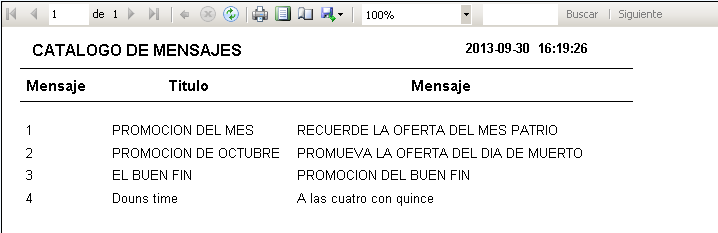 1 de 1 100% Buscar | Siguiente
CATALOGO DE MENSAJES 2013-09-30 16:19:26
Mensaje Titulo Mensaje
1 PROMOCION DEL MES RECUERDE LA OFERTA DEL MES PATRIO
2 PROMOCION DE OCTUBRE PROMUEVA LA OFERTA DEL DIA DE MUERTO
3 EL BUEN FIN PROMOCION DEL BUEN FIN
4 Douns time A las cuatro con quince